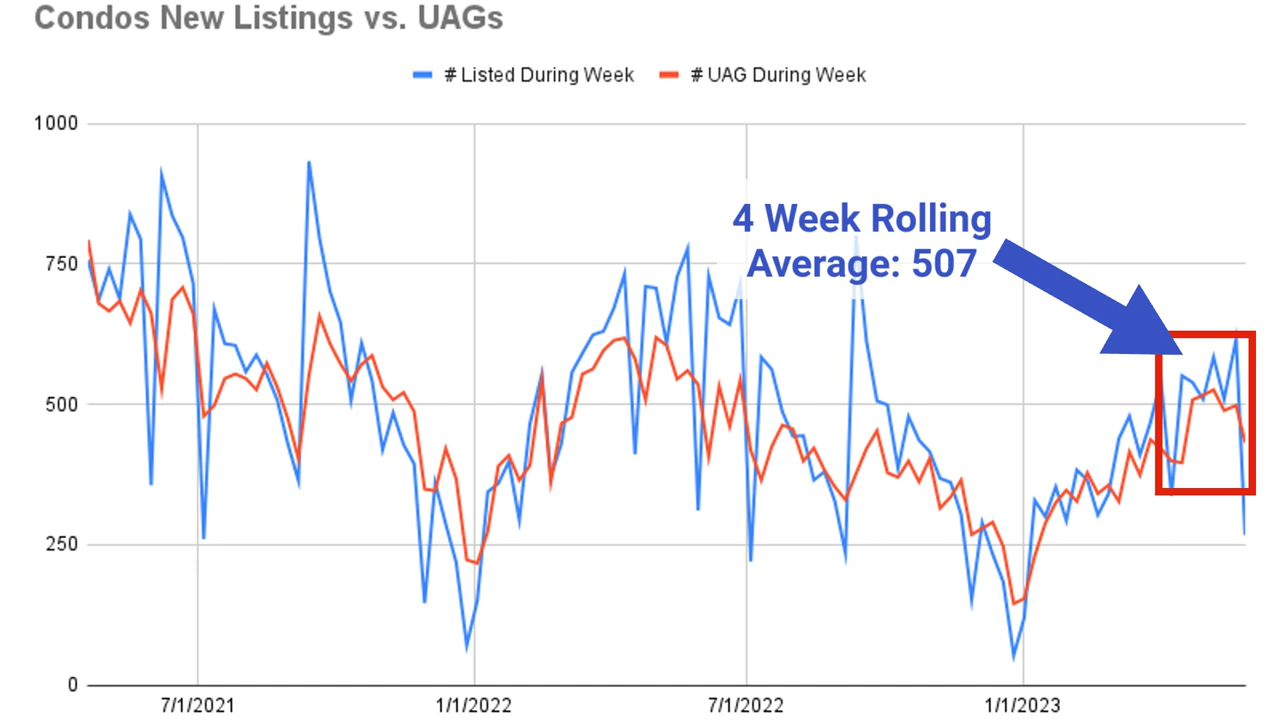 Condos New Listings vs. UAGs
# Listed During Week # UAG During Week
1000
750
500
250
0
4 Week Rolling
Average: 507
7/1/2021 1/1/2022 7/1/2022 1/1/2023